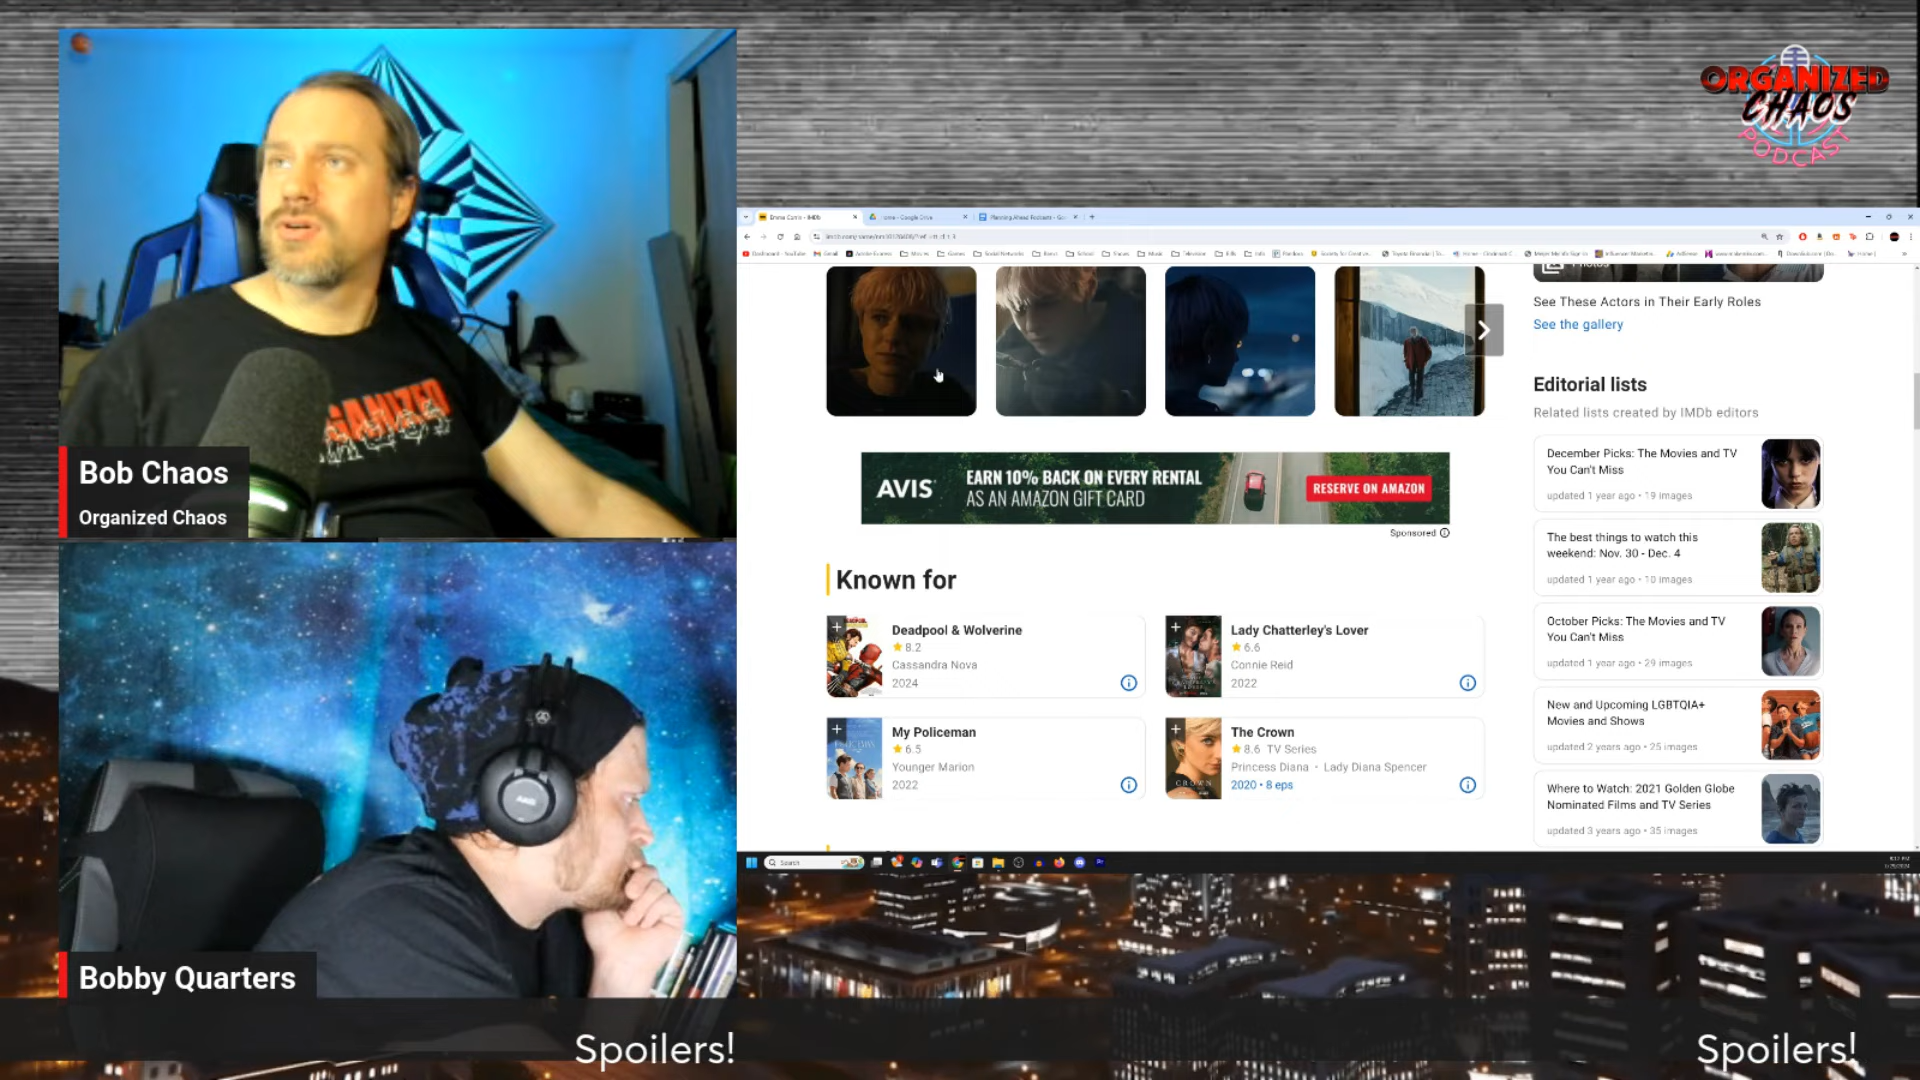 ORGANIZED
CHAOS
PODCAST
GANIZED
Bob Chaos
Organized Chaos
Bobby Quarters
AKG
Home - Google Drive
Search
See These Actors in Their Early Roles
See the gallery
Editorial lists
Related lists created by IMDb editors
December Picks: The Movies and TV
You Can't Miss
updated 1 year ago • 19 images
The best things to watch this
weekend: Nov. 30 - Dec. 4
updated 1 year ago • 10 images
October Picks: The Movies and TV
You Can't Miss
updated 1 year ago • 29 images
New and Upcoming LGBTQIA+
Movies and Shows
updated 2 years ago • 25 images
Where to Watch: 2021 Golden Globe
Nominated Films and TV Series
updated 3 years ago • 35 images
AVIS
EARN 10% BACK ON EVERY RENTAL
AS AN AMAZON GIFT CARD
RESERVE ON AMAZON
Sponsored
Known for
Deadpool & Wolverine
8.2
Cassandra Nova
2024
Lady Chatterley's Lover
6.6
Connie Reid
2022
My Policeman
6.5
Younger Marion
2022
The Crown
8.6 TV Series
Princess Diana • Lady Diana Spencer
2020 • 8 eps
Spoilers!
Spoilers!